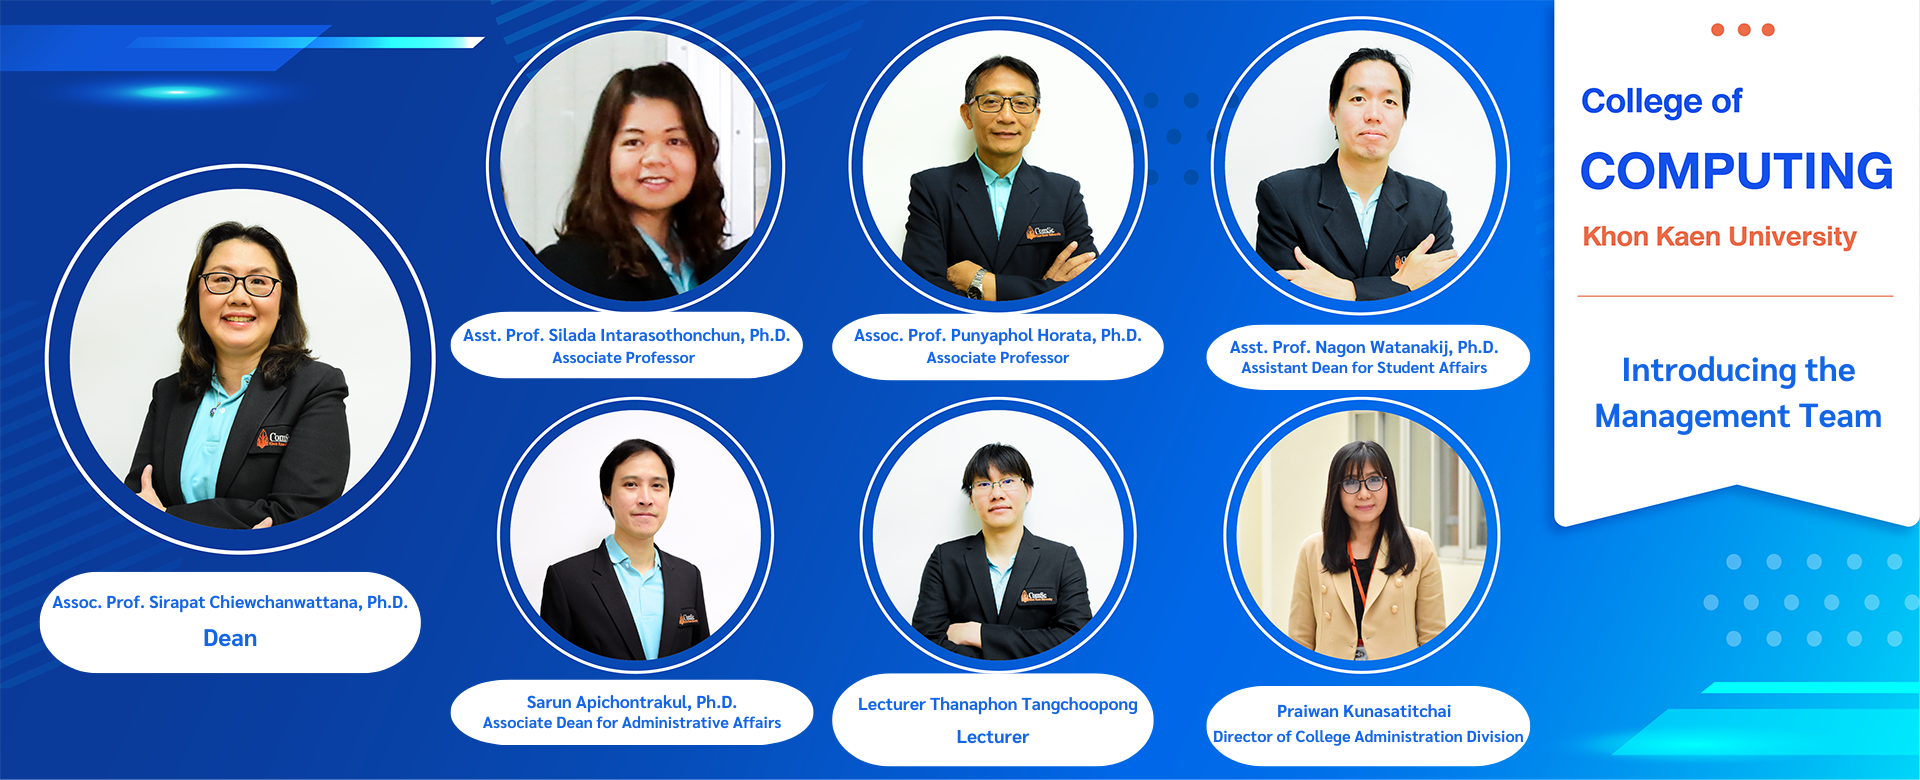 College of
COMPUTING
Khon Kaen University
Introducing the
Management Team
Assoc. Prof. Sirapat Chiewchanwattana, Ph.D.
Dean
Asst. Prof. Silada Intarasothonchun, Ph.D.
Associate Professor
Assoc. Prof. Punyaphol Horata, Ph.D.
Associate Professor
Asst. Prof. Nagon Watanakij, Ph.D.
Assistant Dean for Student Affairs
Sarun Apichontrakul, Ph.D.
Associate Dean for Administrative Affairs
Lecturer Thanaphon Tangchoopong
Lecturer
Praiwan Kunasatitchai
Director of College Administration Division
ComSc
ComSc